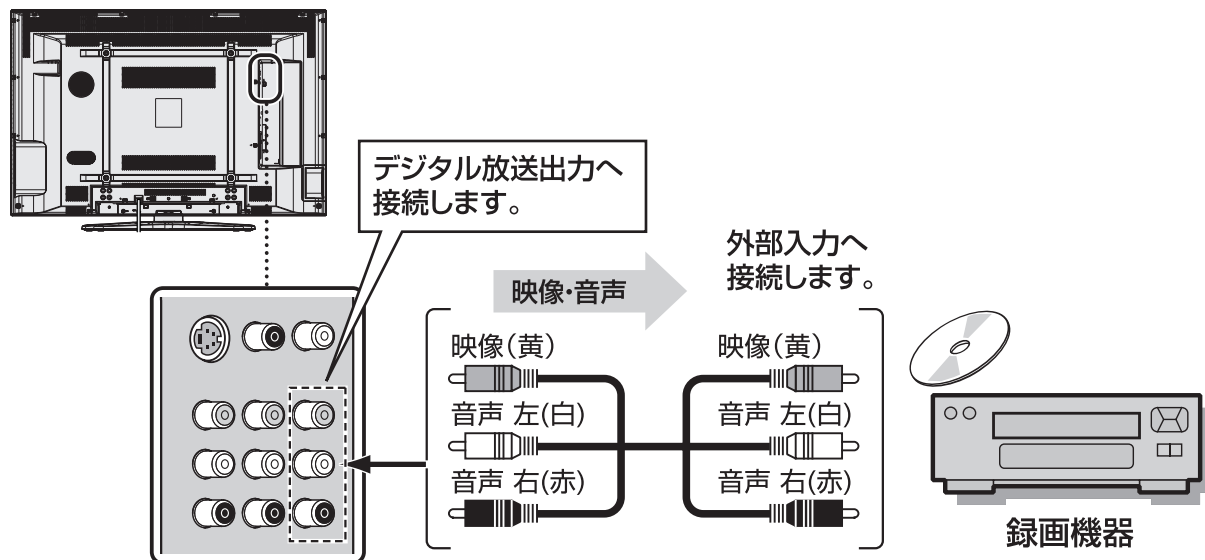 デジタル放送出力へ
接続します。
外部入力へ
接続します。
映像・音声
映像(黄)
音声 左(白)
音声 右(赤)
映像(黄)
音声 左(白)
音声 右(赤)
録画機器